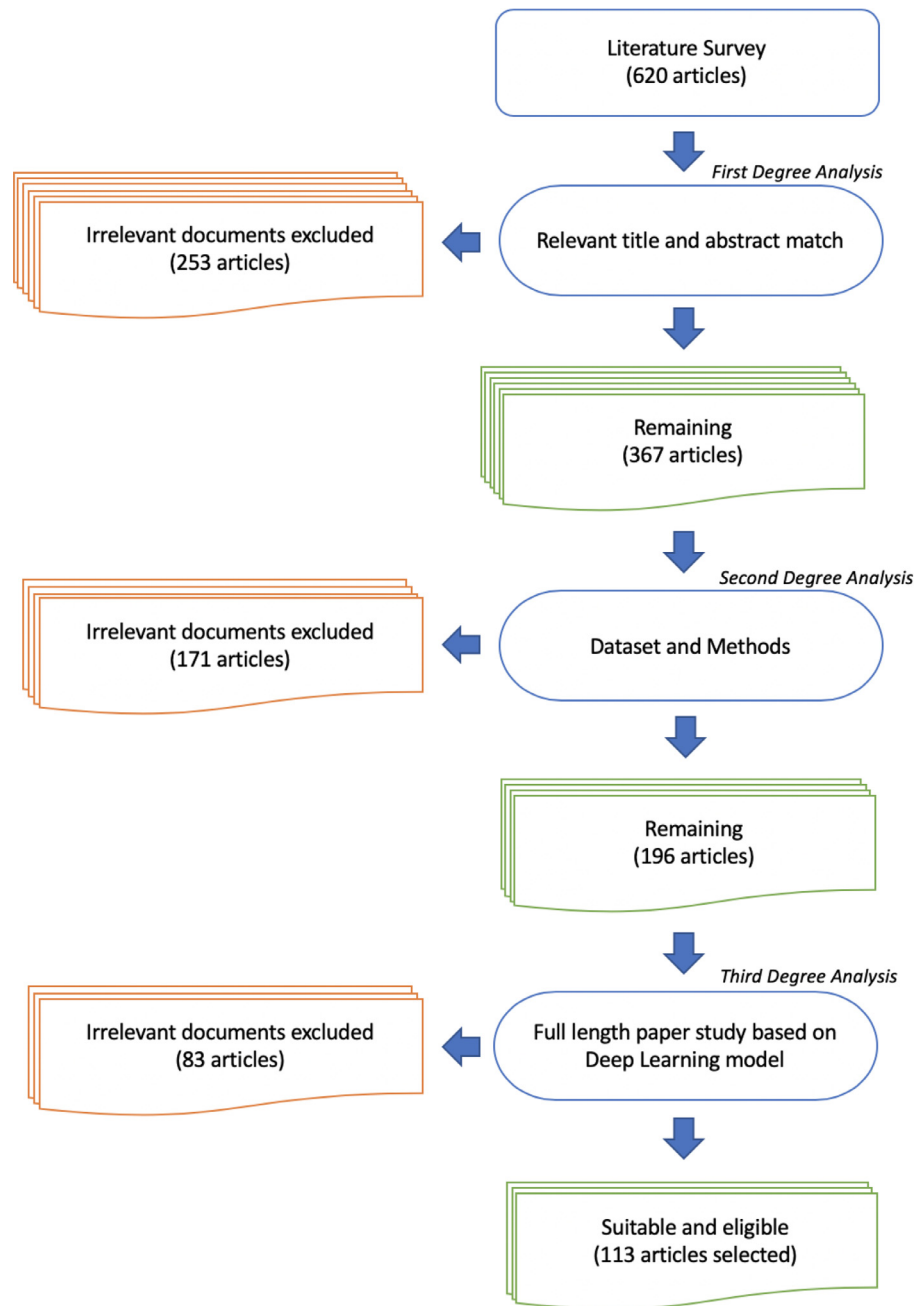 Literature Survey
(620 articles)
First Degree Analysis
Relevant title and abstract match
Irrelevant documents excluded
(253 articles)
Remaining
(367 articles)
Second Degree Analysis
Dataset and Methods
Irrelevant documents excluded
(171 articles)
Remaining
(196 articles)
Third Degree Analysis
Full length paper study based on
Deep Learning model
Irrelevant documents excluded
(83 articles)
Suitable and eligible
(113 articles selected)